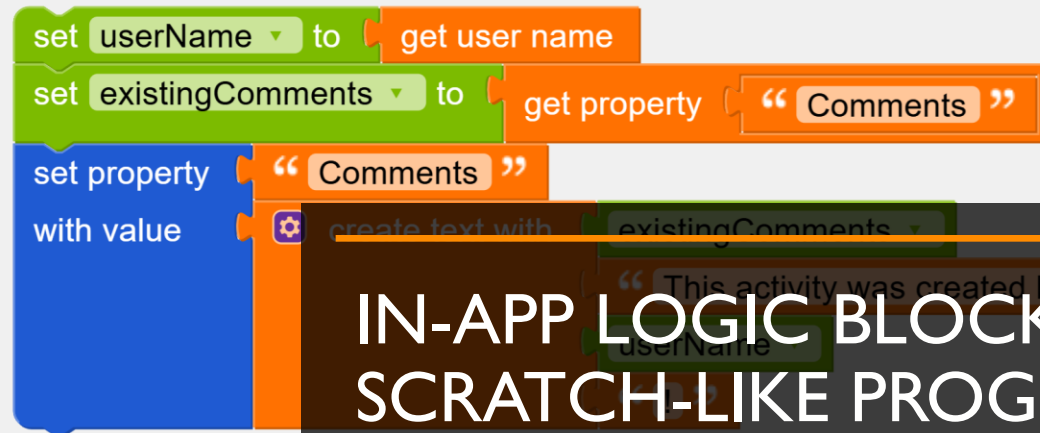 set userName to get user name
set existingComments to get property “ Comments ”
set property “ Comments ”
with value create text with existingComments
“ This activity was created
userName
“ ! ”
IN-APP LOGIC BLOCK
SCRATCH-LIKE PROG